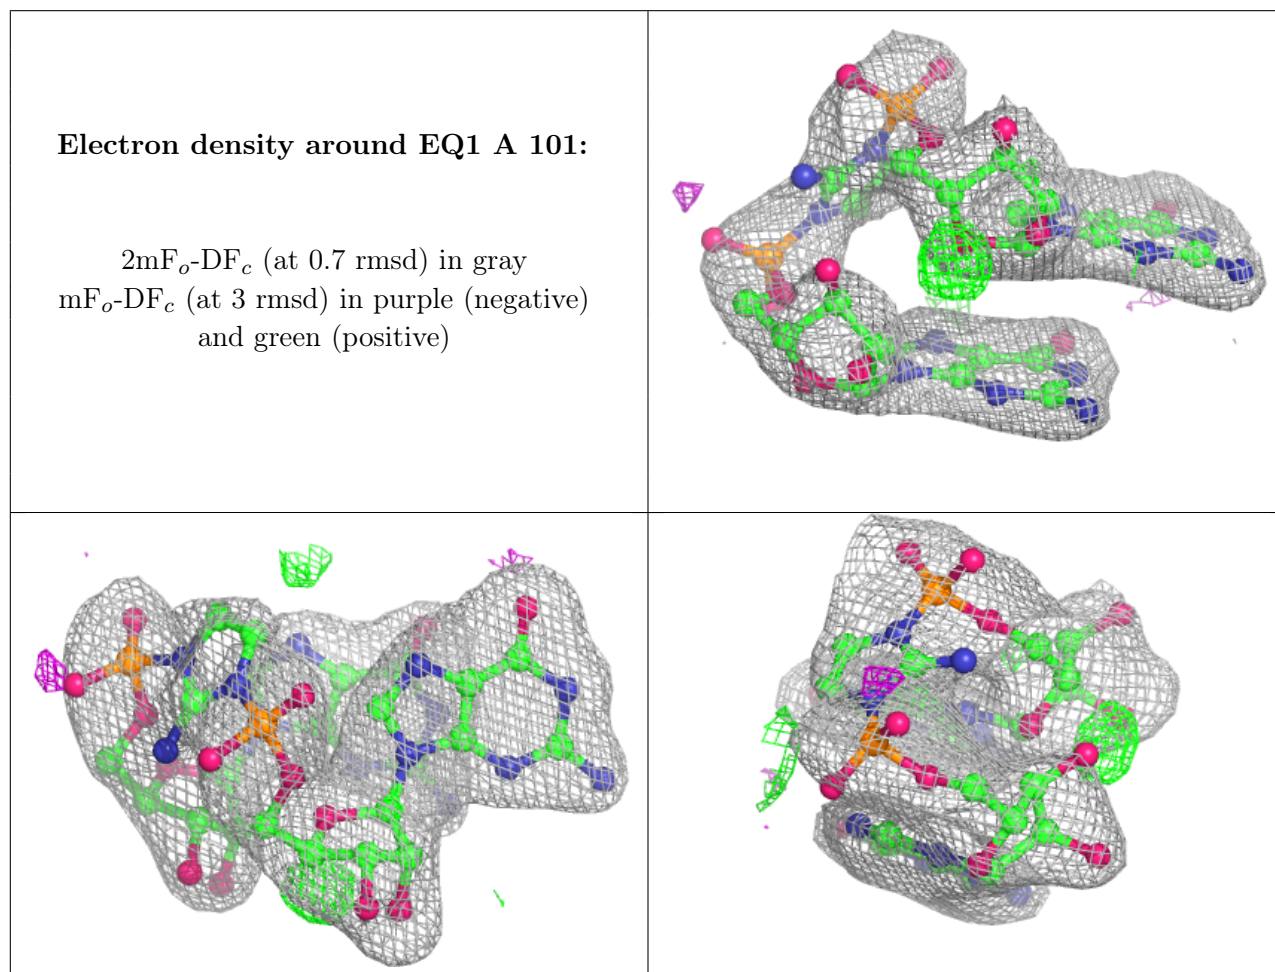 Electron density around EQ1 A 101:
2mFₒ-DF𝒸 (at 0.7 rmsd) in gray
mFₒ-DF𝒸 (at 3 rmsd) in purple (negative)
and green (positive)